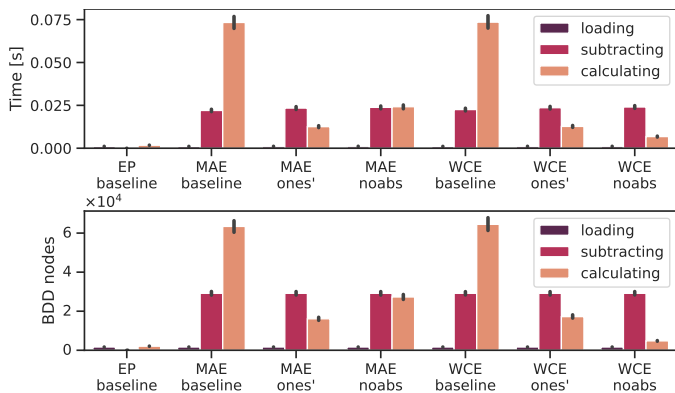 Time [s]
0.075
0.050
0.025
0.000
loading
subtracting
calculating
EP baseline
MAE baseline
MAE ones'
MAE noabs
WCE baseline
WCE ones'
WCE noabs
×10⁴
BDD nodes
6
4
2
0
loading
subtracting
calculating
EP baseline
MAE baseline
MAE ones'
MAE noabs
WCE baseline
WCE ones'
WCE noabs